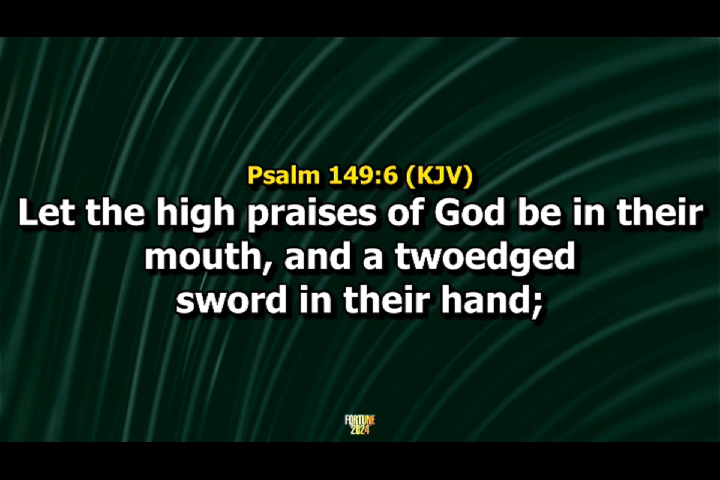 Psalm 149:6 (KJV)
Let the high praises of God be in their
mouth, and a twoedged
sword in their hand;
FORTUNE
2024